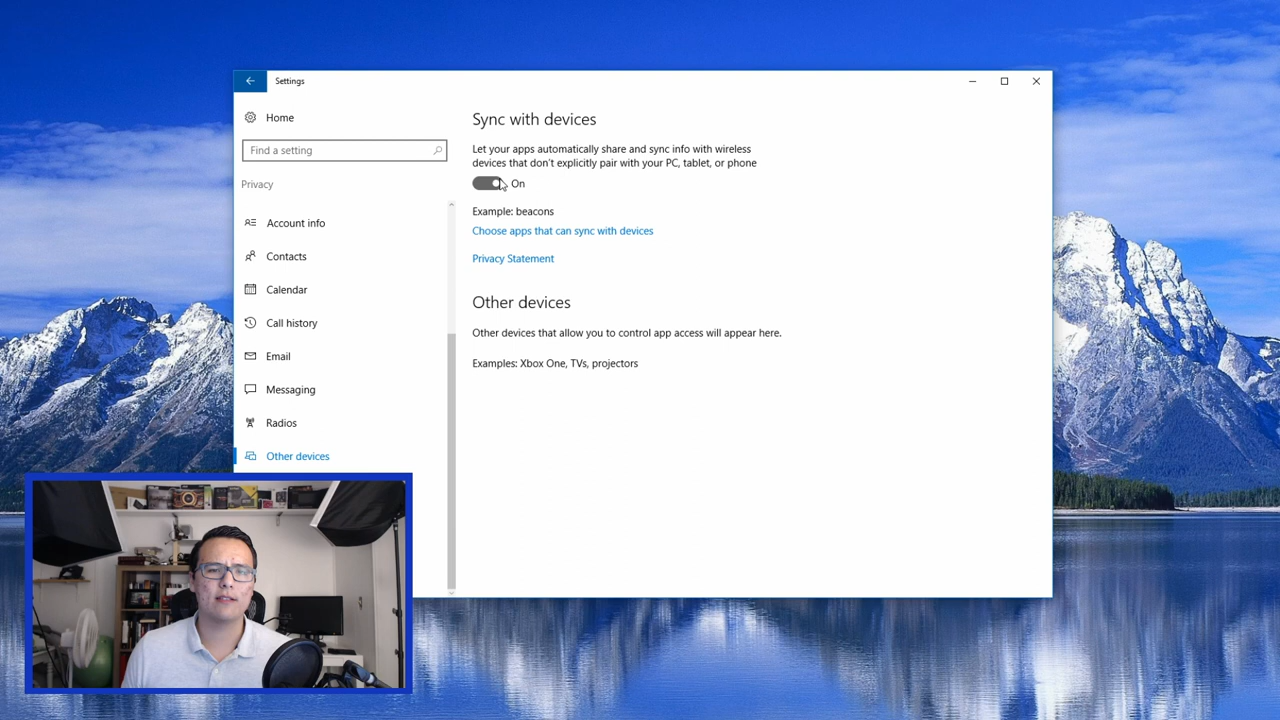 Settings
Home
Find a setting
Privacy
Account info
Contacts
Calendar
Call history
Email
Messaging
Radios
Other devices
Sync with devices
Let your apps automatically share and sync info with wireless
devices that don't explicitly pair with your PC, tablet, or phone
On
Example: beacons
Choose apps that can sync with devices
Privacy Statement
Other devices
Other devices that allow you to control app access will appear here.
Examples: Xbox One, TVs, projectors